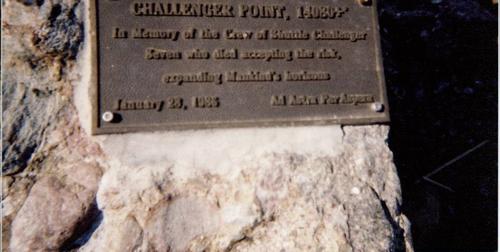 CHALLENGER POINT, 14080+'
In Memory of the Crew of Shuttle Challenger
Seven who died accepting the risk,
expanding Mankind's horizons
January 28, 1986 Ad Astra Per Aspera